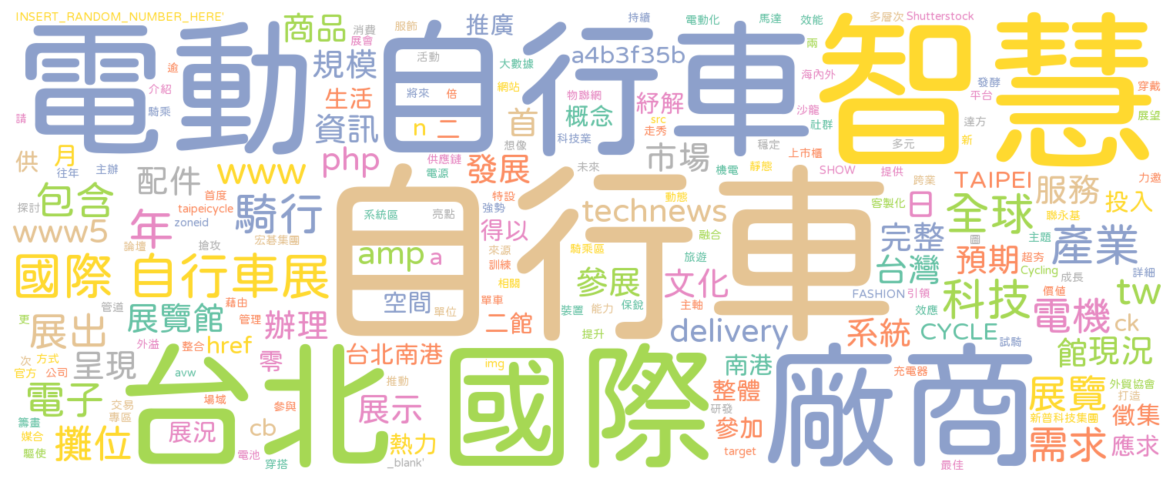 INSERT_RANDOM_NUMBER_HERE'
商品
消費
展會
服飾
推廣
持續
電動化
馬達
效能
多層次
Shutterstock
電動自行車
智慧
活動
大數據
a4b3f35b
兩
逾
介紹
規模
生活
將來
倍
網站
物聯網
紓解
海內外
發酵
平台
穿戴
請
騎乘
資訊
n
二
首
概念
src
走秀
沙龍
社群
達方
展望
科技業
想像
多元
新
供
月
往年
主辦
www
php
供應鏈
電源
發展
未來
市場
穩定
機電
靜態
上市櫃
SHOW
提供
跨業
力邀
配件
首度
taipeicycle
zoneid
特設
強勢
動態
TAIPEI
服務
投入
探討
包含
年
騎行
系統區
亮點
得以
technews
客製化
日
全球
聯永基
www5
論壇
搶攻
宏碁集團
自行車
amp
a
來源
訓練
騎乘區
融合
完整
圖
主題
產業
國際
自行車展
相關
參展
旅遊
文化
台灣
預期
超夯
Cycling
成長
詳細
空間
單位
單車
裝置
能力
保銳
主軸
FASHION
引領
科技
價值
tw
更
展出
管道
展覽館
藉由
管理
辦理
二館
提升
delivery
系統
效應
CYCLE
試驗
電機
ck
次
方式
官方
公司
呈現
外溢
整合
href
零
台北南港
館
現況
台北
國際
廠商
img
avw
推動
南港
充電器
電子
交易
專區
場域
參與
展示
整體
研發
展覽
外貿協會
打造
籌畫
媒合
驅使
攤位
展況
cb
電池
穿搭
熱力
_blank'
參加
target
新普科技集團
徵集
需求
應求
最佳